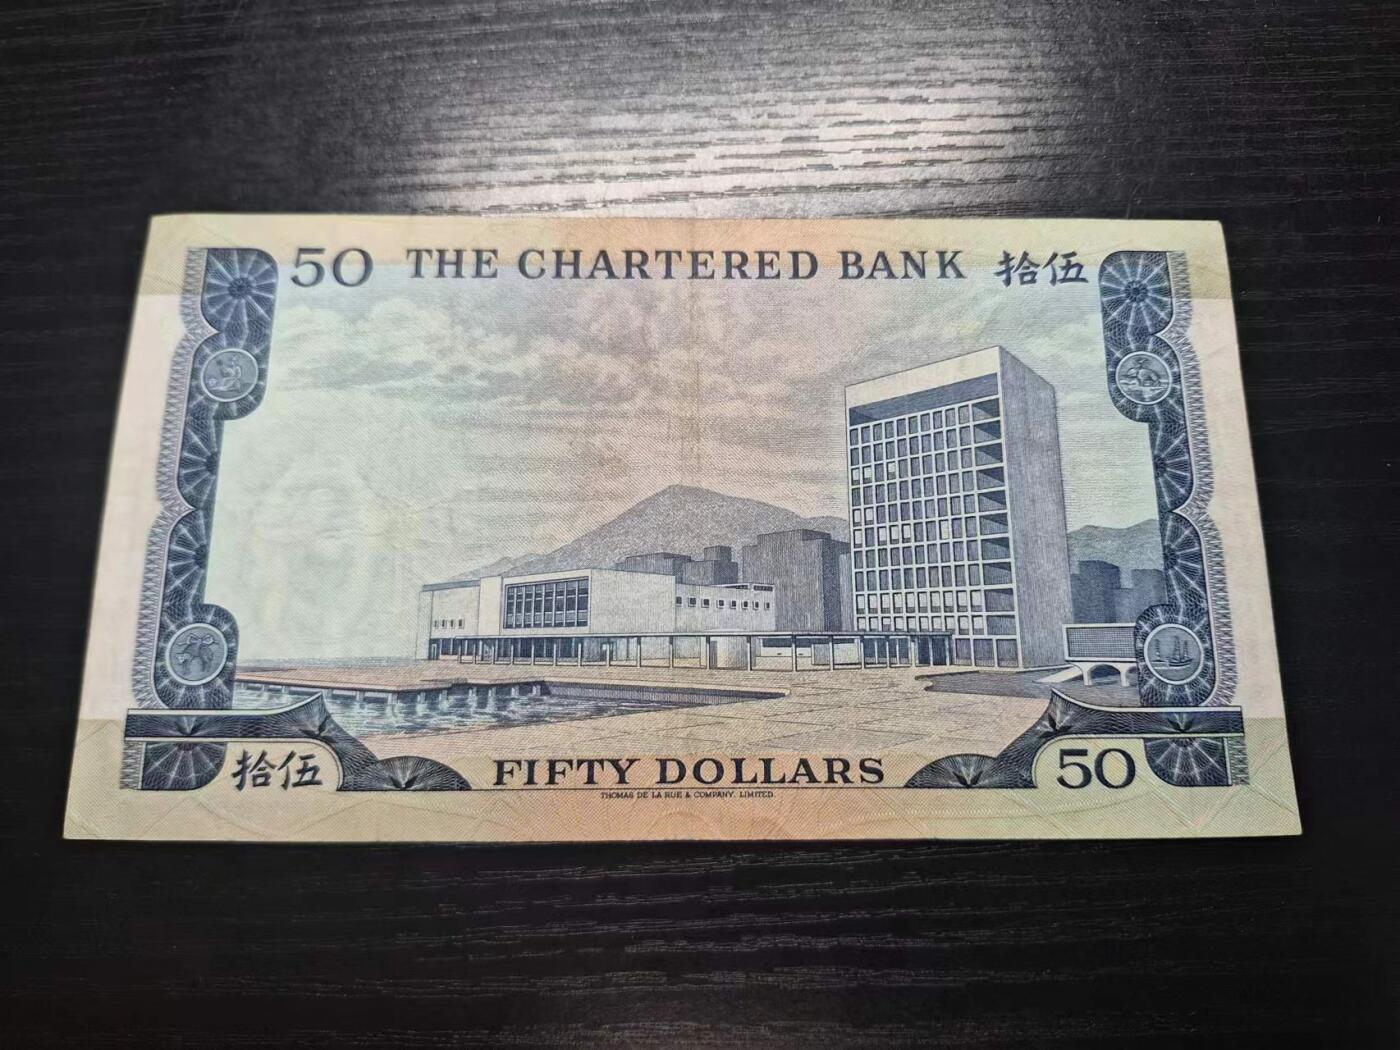 50 THE CHARTERED BANK 拾伍
拾伍 FIFTY DOLLARS 50
THOMAS DE LA RUE & COMPANY, LIMITED.